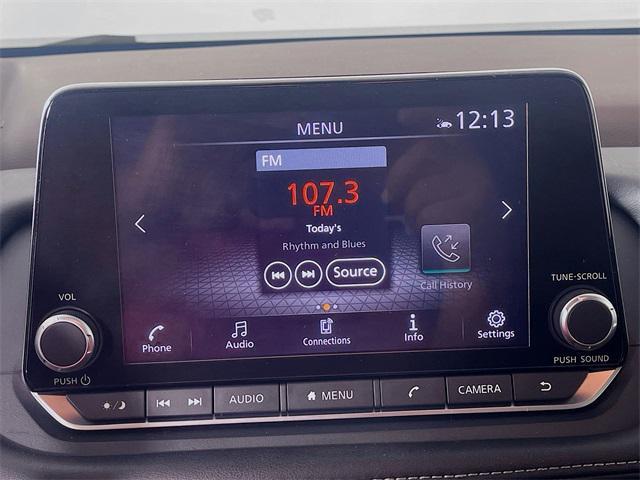 MENU
12:13
FM
107.3
FM
Today's
Rhythm and Blues
Source
Call History
Phone
Audio
Connections
Info
Settings
VOL
PUSH
TUNE-SCROLL
PUSH SOUND
AUDIO
MENU
CAMERA